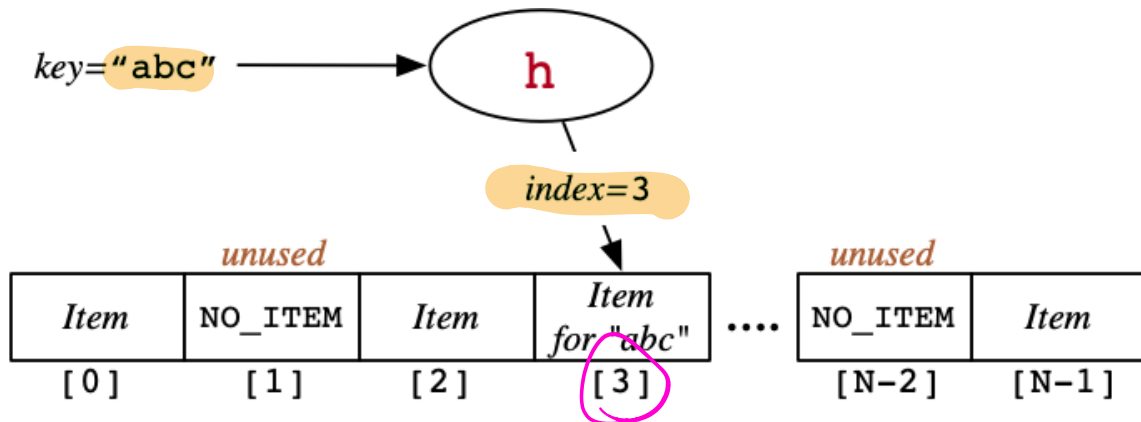 key="abc"
h
index=3
unused unused
Item NO_ITEM Item Item for "abc" .... NO_ITEM Item
[0] [1] [2] [3] [N-2] [N-1]